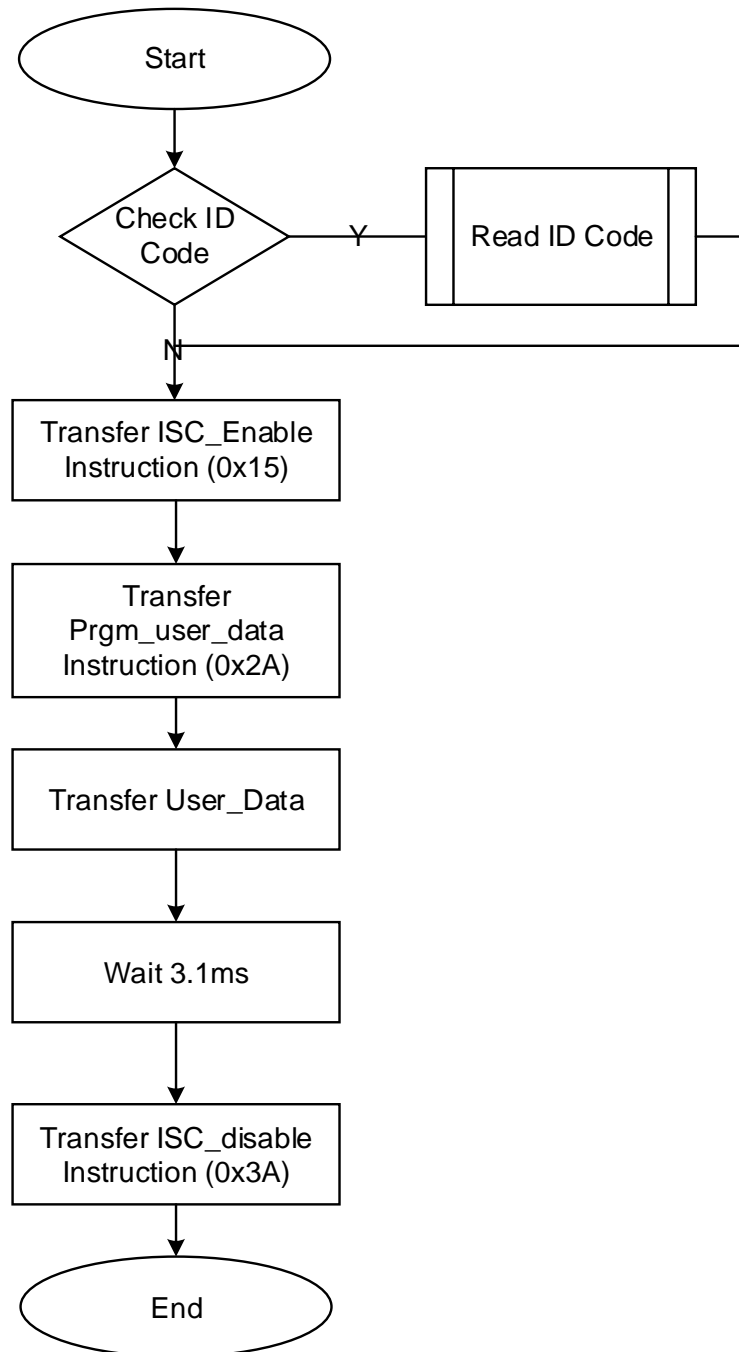 Start
Check ID
Code
Y
Read ID Code
N
Transfer ISC_Enable
Instruction (0x15)
Transfer
Prgm_user_data
Instruction (0x2A)
Transfer User_Data
Wait 3.1ms
Transfer ISC_disable
Instruction (0x3A)
End